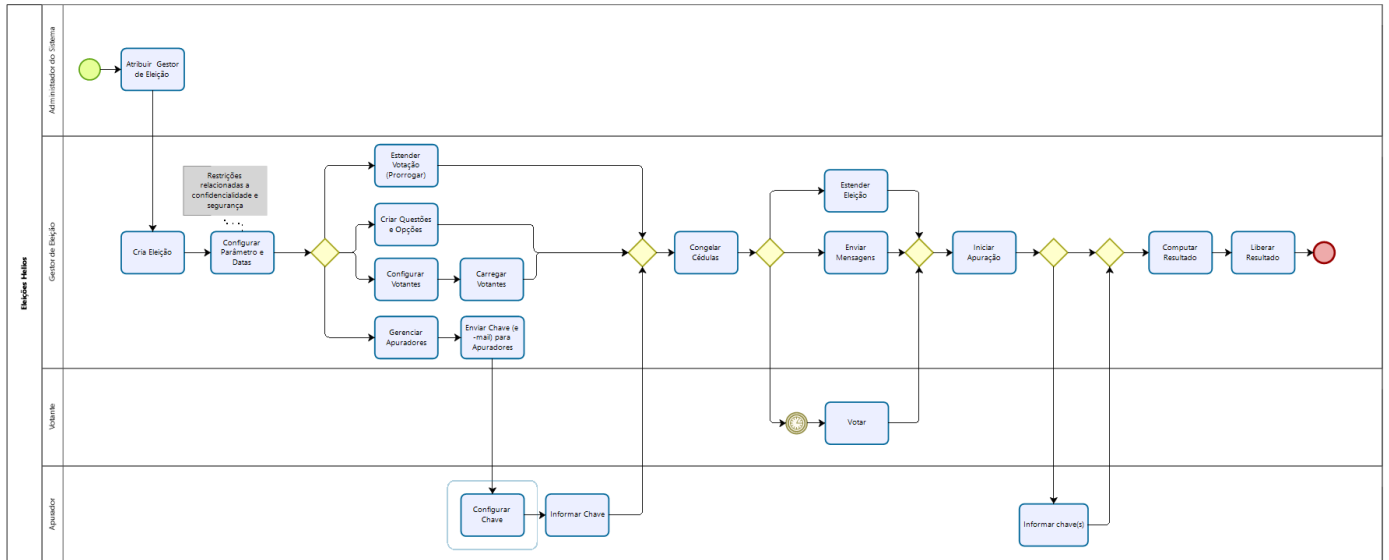 Eleições Helios
Administrador do Sistema
Atribuir Gestor
de Eleição
Gestor de Eleição
Cria Eleição
Restrições
relacionadas a
confidencialidade e
segurança
Configurar
Parâmetro e
Datas
Estender
Votação
(Prorrogar)
Criar Questões
e Opções
Configurar
Votantes
Carregar
Votantes
Gerenciar
Apuradores
Enviar Chave (e
-mail) para
Apuradores
Congelar
Cédulas
Estender
Eleição
Enviar
Mensagens
Iniciar
Apuração
Computar
Resultado
Liberar
Resultado
Votante
Votar
Apurador
Configurar
Chave
Informar Chave
Informar chave(s)